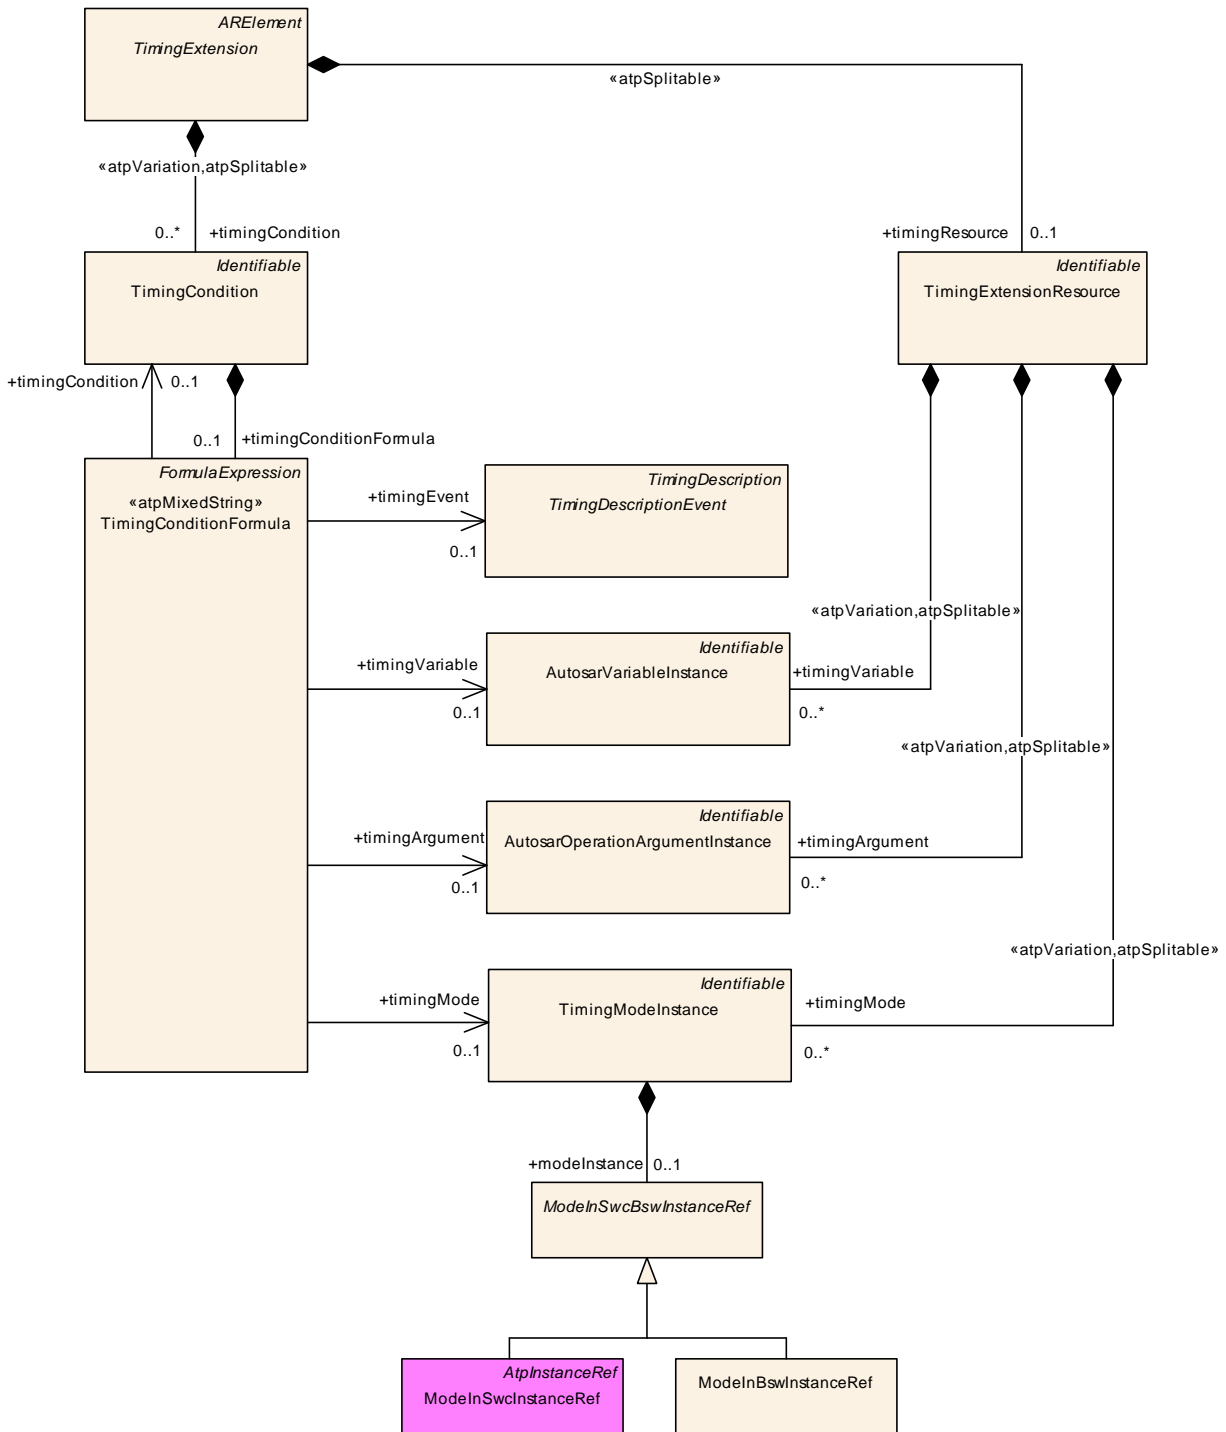 ARElement
TimingExtension
«atpSplitable»
«atpVariation,atpSplitable»
0..* +timingCondition
+timingResource 0..1
Identifiable
TimingCondition
Identifiable
TimingExtensionResource
+timingCondition 0..1
0..1 +timingConditionFormula
FormulaExpression
«atpMixedString»
TimingConditionFormula
+timingEvent
0..1
TimingDescription
TimingDescriptionEvent
«atpVariation,atpSplitable»
+timingVariable
0..1
Identifiable
AutosarVariableInstance
+timingVariable
0..*
«atpVariation,atpSplitable»
+timingArgument
0..1
Identifiable
AutosarOperationArgumentInstance
+timingArgument
0..*
«atpVariation,atpSplitable»
+timingMode
0..1
Identifiable
TimingModeInstance
+timingMode
0..*
+modeInstance 0..1
ModeInSwcBswInstanceRef
AtpInstanceRef
ModeInSwcInstanceRef
ModeInBswInstanceRef